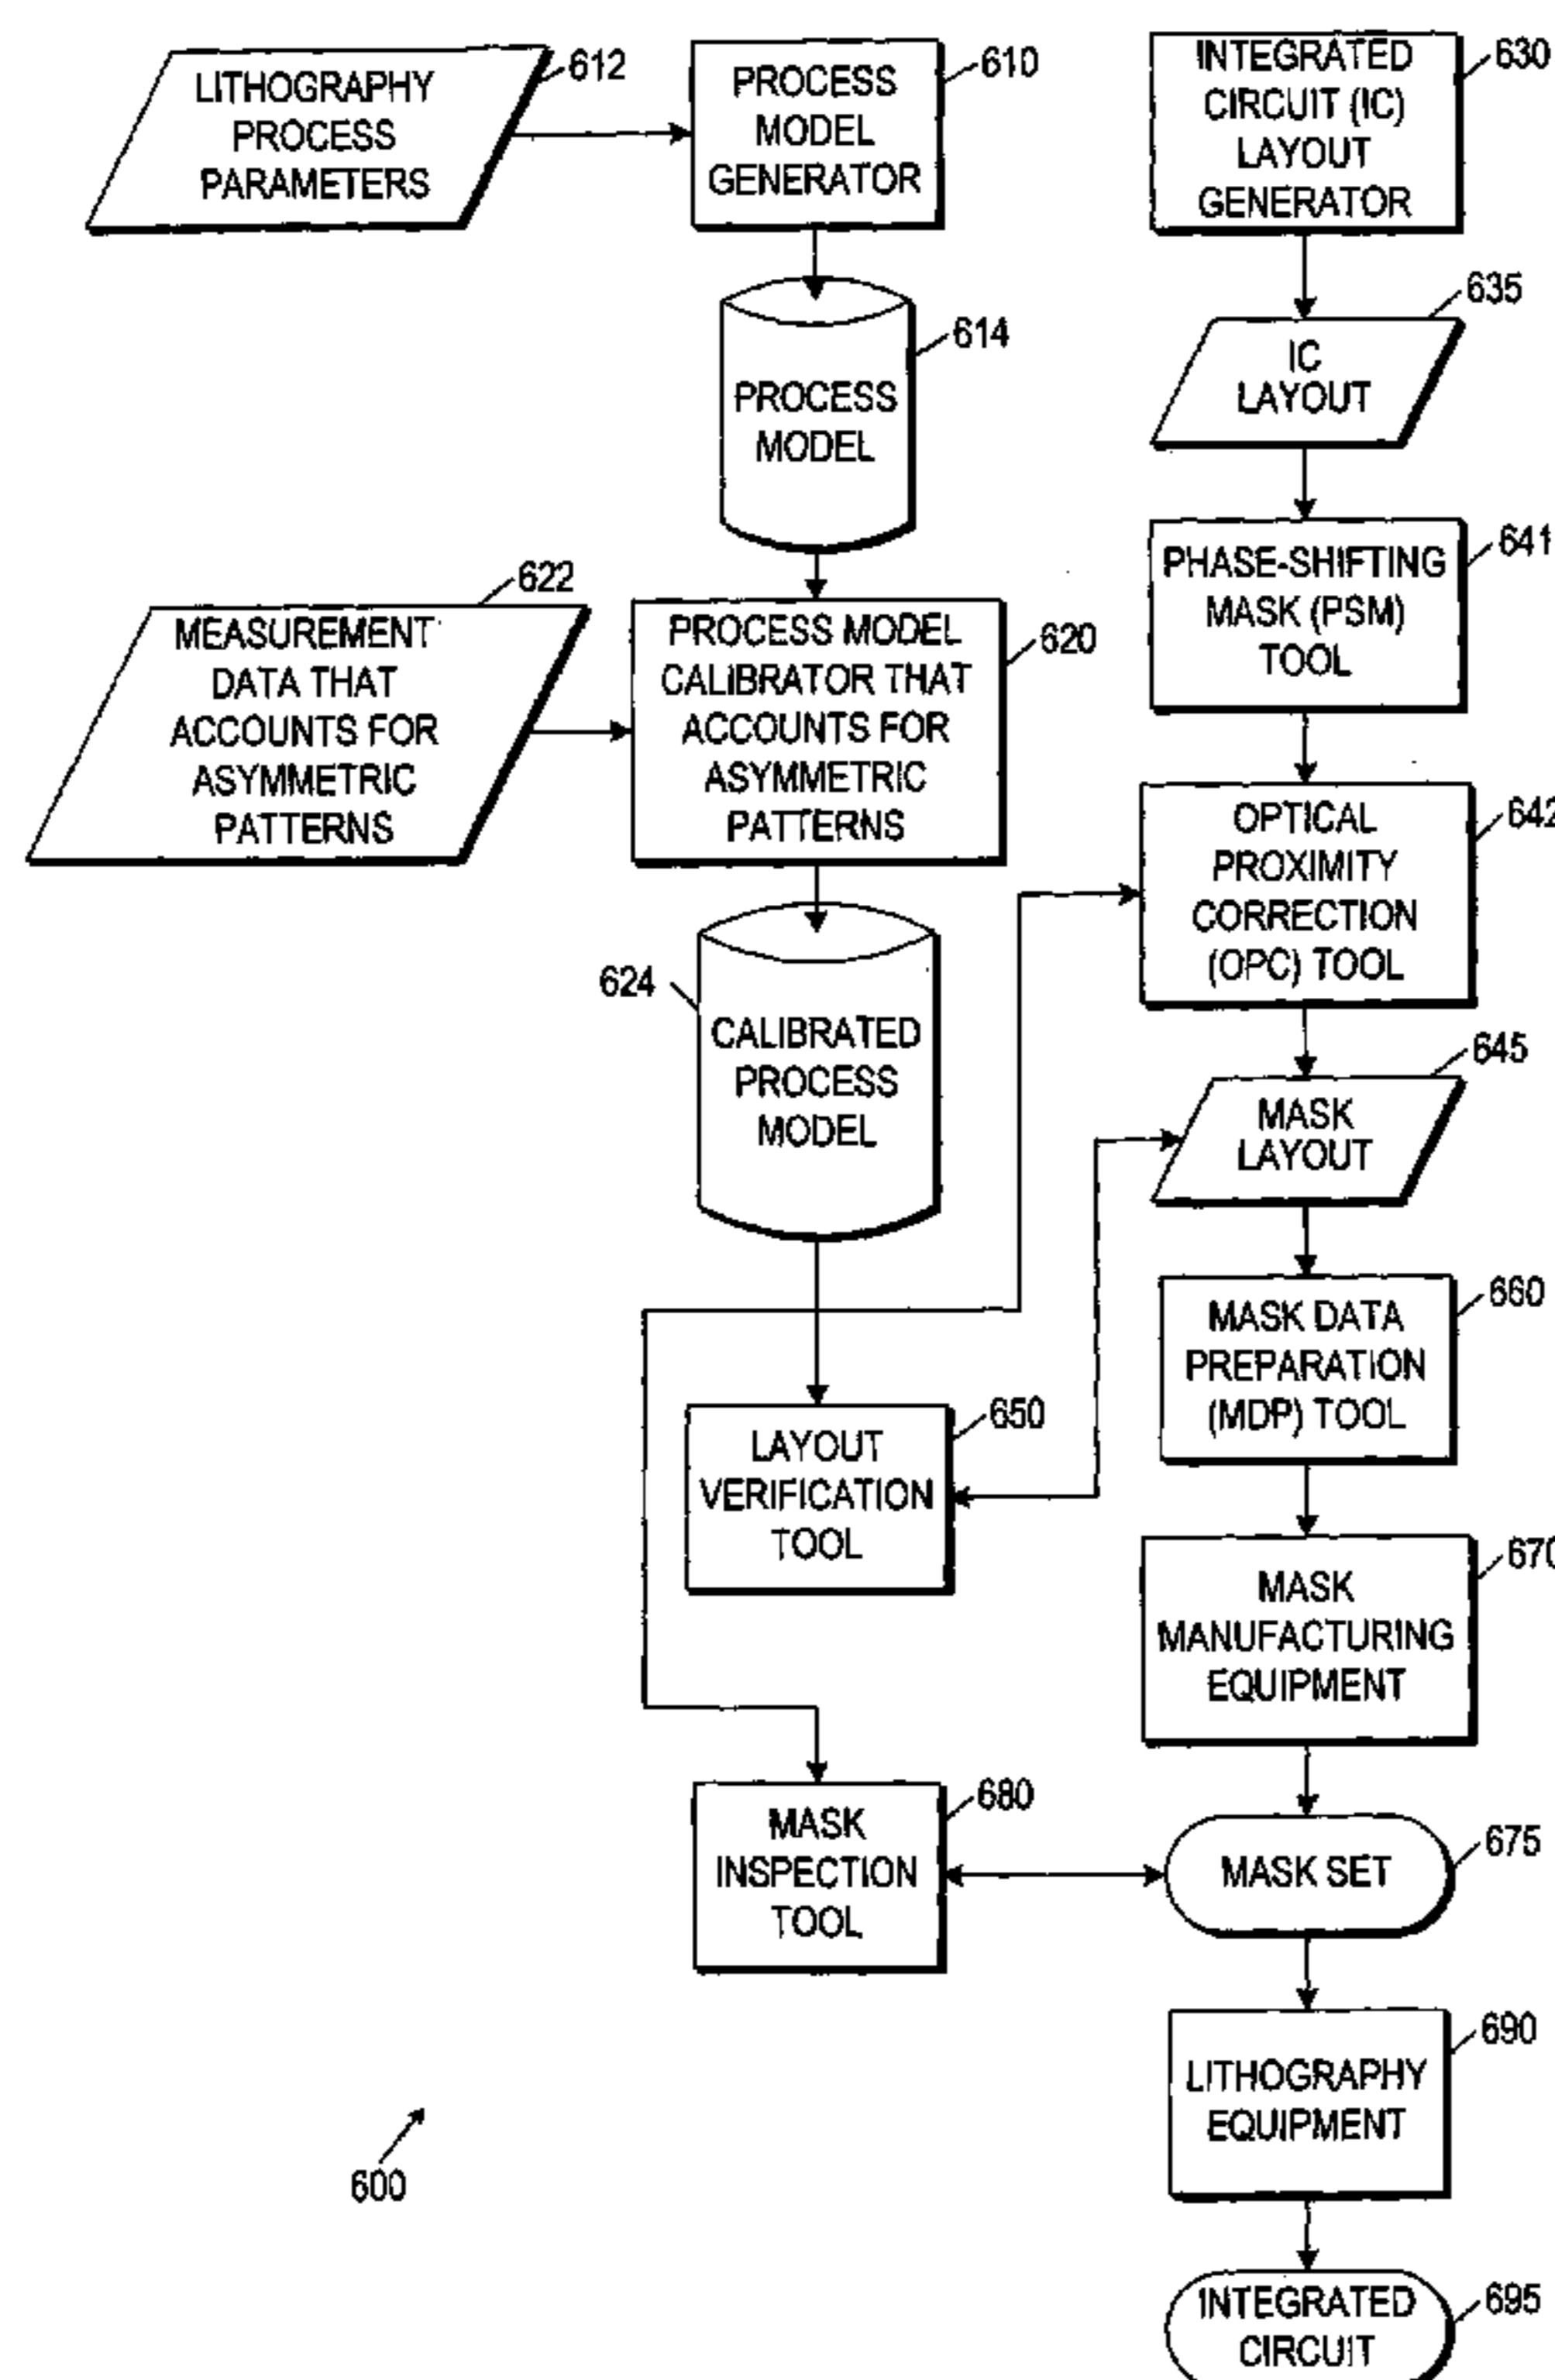 LITHOGRAPHY
PROCESS
PARAMETERS
612
PROCESS
MODEL
GENERATOR
610
INTEGRATED
CIRCUIT (IC)
LAYOUT
GENERATOR
630
635
IC
LAYOUT
614
PROCESS
MODEL
PHASE-SHIFTING
MASK (PSM)
TOOL
641
622
MEASUREMENT
DATA THAT
ACCOUNTS FOR
ASYMMETRIC
PATTERNS
PROCESS MODEL
CALIBRATOR THAT
ACCOUNTS FOR
ASYMMETRIC
PATTERNS
620
OPTICAL
PROXIMITY
CORRECTION
(OPC) TOOL
642
624
CALIBRATED
PROCESS
MODEL
645
MASK
LAYOUT
MASK DATA
PREPARATION
(MDP) TOOL
660
LAYOUT
VERIFICATION
TOOL
650
MASK
MANUFACTURING
EQUIPMENT
670
MASK
INSPECTION
TOOL
680
MASK SET
675
LITHOGRAPHY
EQUIPMENT
690
600
INTEGRATED
CIRCUIT
695